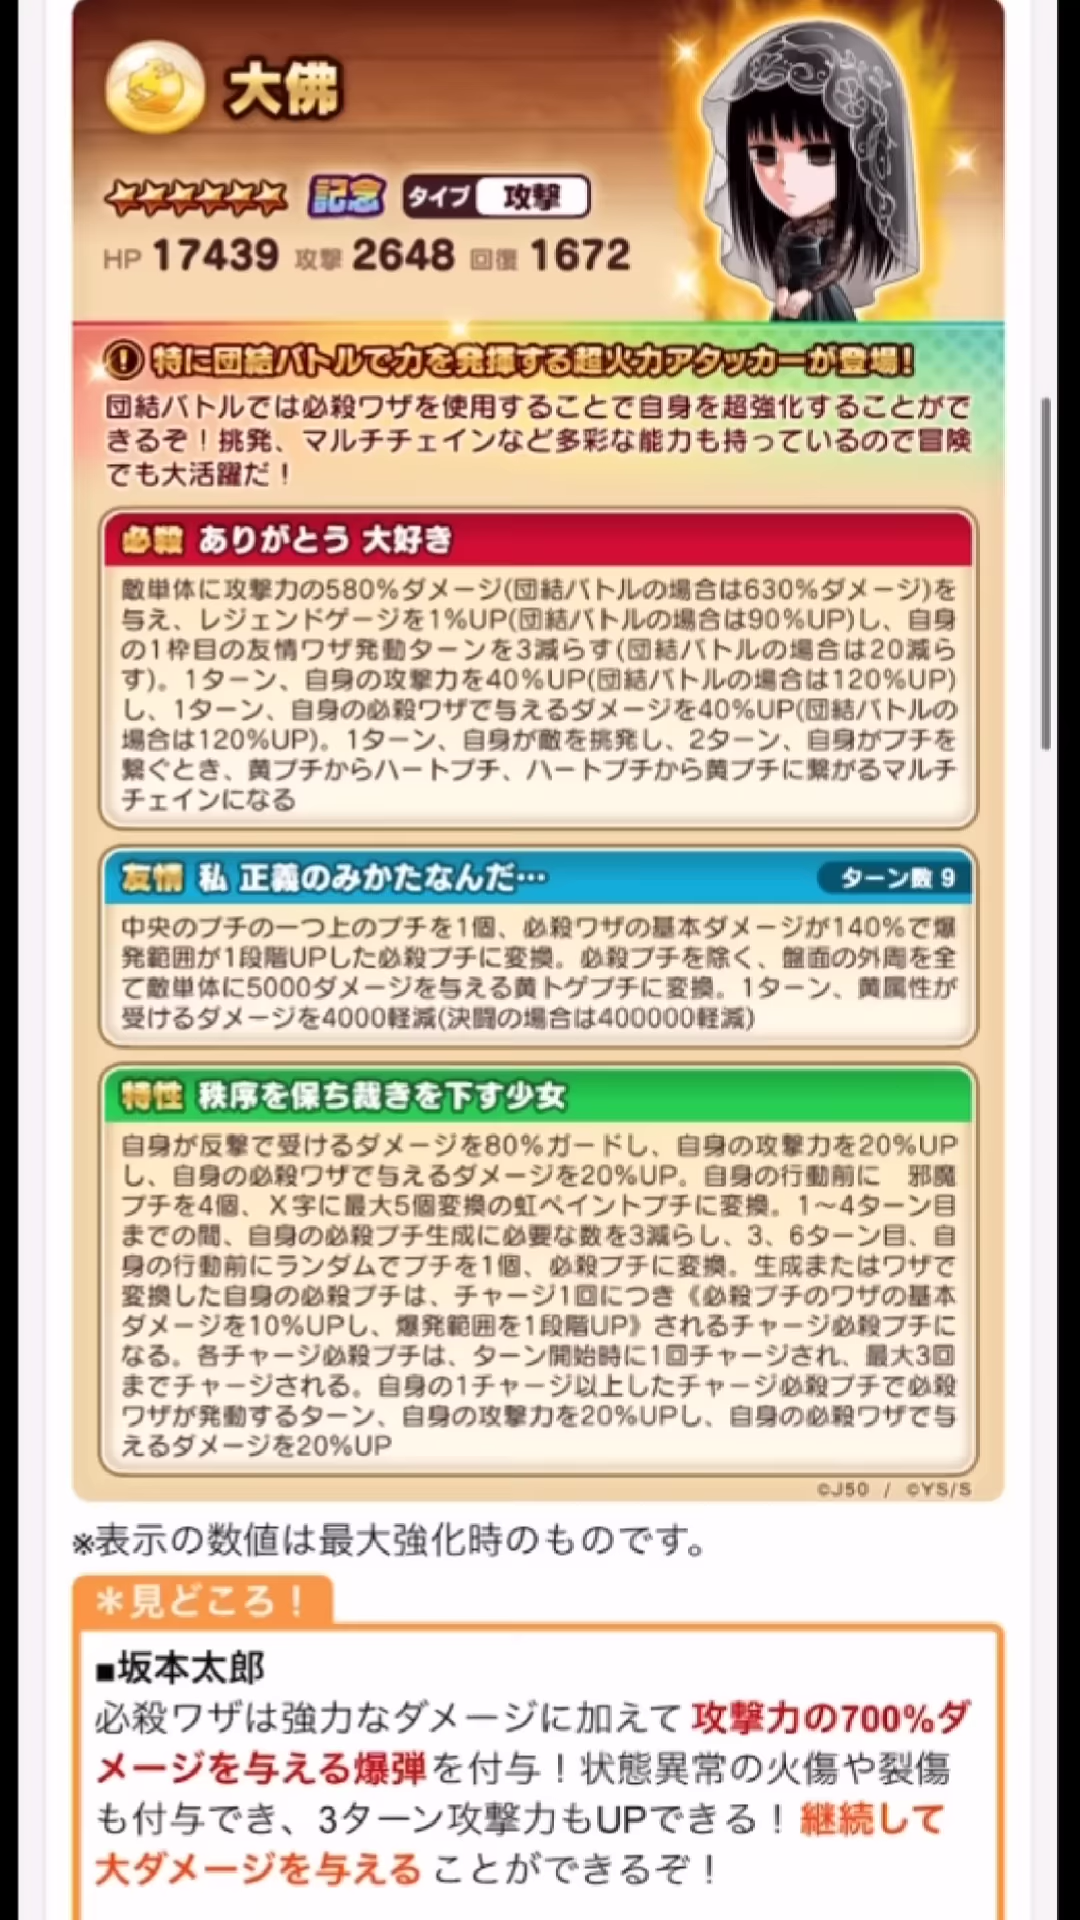 大佛
記念 タイプ 攻撃
HP 17439 攻撃 2648 回復 1672
! 特に団結バトルで力を発揮する超火力アタッカーが登場!
団結バトルでは必殺ワザを使用することで自身を超強化することがで
きるぞ！挑発、マルチチェインなど多彩な能力も持っているので冒険
でも大活躍だ！
必殺 ありがとう 大好き
敵単体に攻撃力の580%ダメージ(団結バトルの場合は630%ダメージ)を
与え、レジェンドゲージを1%UP(団結バトルの場合は90%UP)し、自身
の1枠目の友情ワザ発動ターンを3減らす(団結バトルの場合は20減ら
す)。1ターン、自身の攻撃力を40%UP(団結バトルの場合は120%UP)
し、1ターン、自身の必殺ワザで与えるダメージを40%UP(団結バトルの
場合は120%UP)。1ターン、自身が敵を挑発し、2ターン、自身がプチを
繋ぐとき、黄プチからハートプチ、ハートプチから黄プチに繋がるマルチ
チェインになる
友情 私 正義のみかたなんだ… ターン数 9
中央のプチの一つ上のプチを1個、必殺ワザの基本ダメージが140%で爆
発範囲が1段階UPした必殺プチに変換。必殺プチを除く、盤面の外周を全
て敵単体に5000ダメージを与える黄トゲプチに変換。1ターン、黄属性が
受けるダメージを4000軽減(決闘の場合は400000軽減)
特性 秩序を保ち裁きを下す少女
自身が反撃で受けるダメージを80%ガードし、自身の攻撃力を20%UP
し、自身の必殺ワザで与えるダメージを20%UP。自身の行動前に 邪魔
プチを4個、X字に最大5個変換の虹ペイントプチに変換。1〜4ターン目
までの間、自身の必殺プチ生成に必要な数を3減らし、3、6ターン目、自
身の行動前にランダムでプチを1個、必殺プチに変換。生成またはワザで
変換した自身の必殺プチは、チャージ1回につき《必殺プチのワザの基本
ダメージを10%UPし、爆発範囲を1段階UP》されるチャージ必殺プチに
なる。各チャージ必殺プチは、ターン開始時に1回チャージされ、最大3回
までチャージされる。自身の1チャージ以上したチャージ必殺プチで必殺
ワザが発動するターン、自身の攻撃力を20%UPし、自身の必殺ワザで与
えるダメージを20%UP
©J50 / ©YS/S
※表示の数値は最大強化時のものです。
＊見どころ！
■坂本太郎
必殺ワザは強力なダメージに加えて攻撃力の700%ダ
メージを与える爆弾を付与！状態異常の火傷や裂傷
も付与でき、3ターン攻撃力もUPできる！継続して
大ダメージを与えることができるぞ！